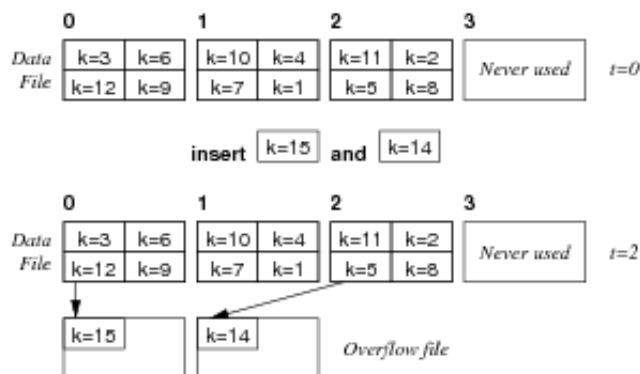 0 1 2 3
Data File k=3 k=6 k=10 k=4 k=11 k=2 Never used t=0
k=12 k=9 k=7 k=1 k=5 k=8
insert k=15 and k=14
0 1 2 3
Data File k=3 k=6 k=10 k=4 k=11 k=2 Never used t=2
k=12 k=9 k=7 k=1 k=5 k=8
k=15 k=14 Overflow file